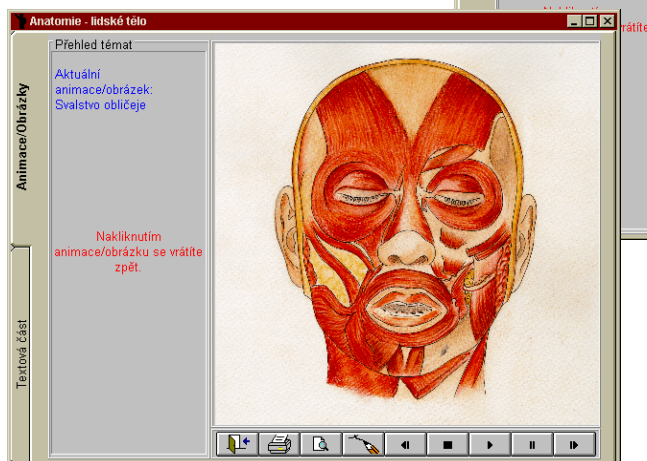 Anatomie - lidské tělo
Přehled témat
Aktuální
animace/obrázek:
Svalstvo obličeje
Animace/Obrázky
Nakliknutím
animace/obrázku se vrátíte
zpět.
Textová část
vrátíte